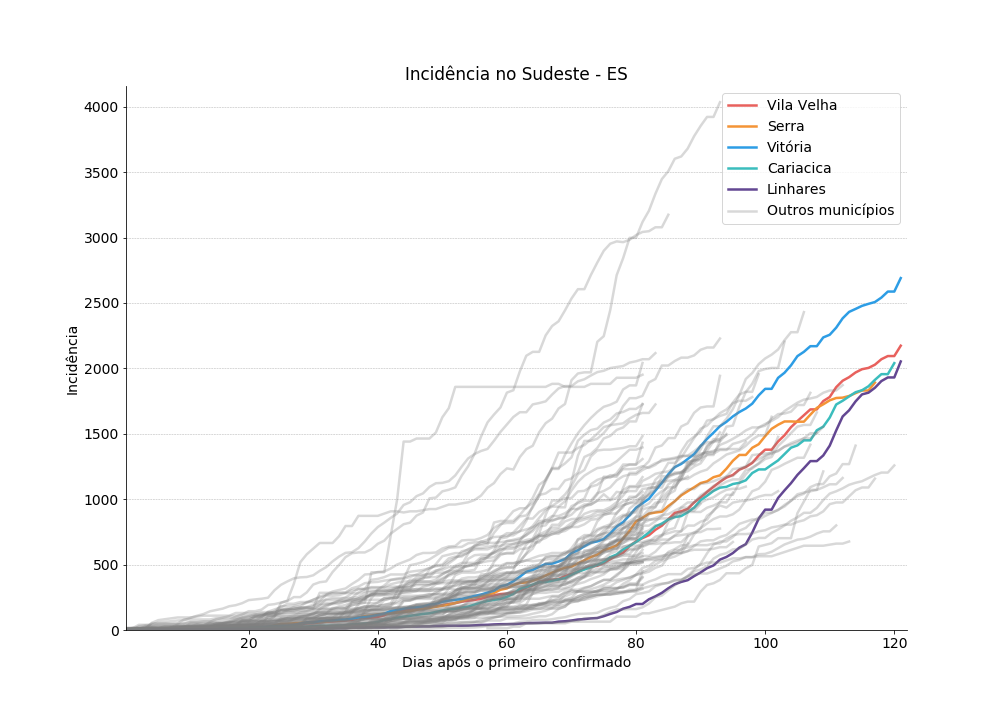 Incidência no Sudeste - ES
Vila Velha
Serra
Vitória
Cariacica
Linhares
Outros municípios
Incidência
4000
3500
3000
2500
2000
1500
1000
500
0
20
40
60
80
100
120
Dias após o primeiro confirmado